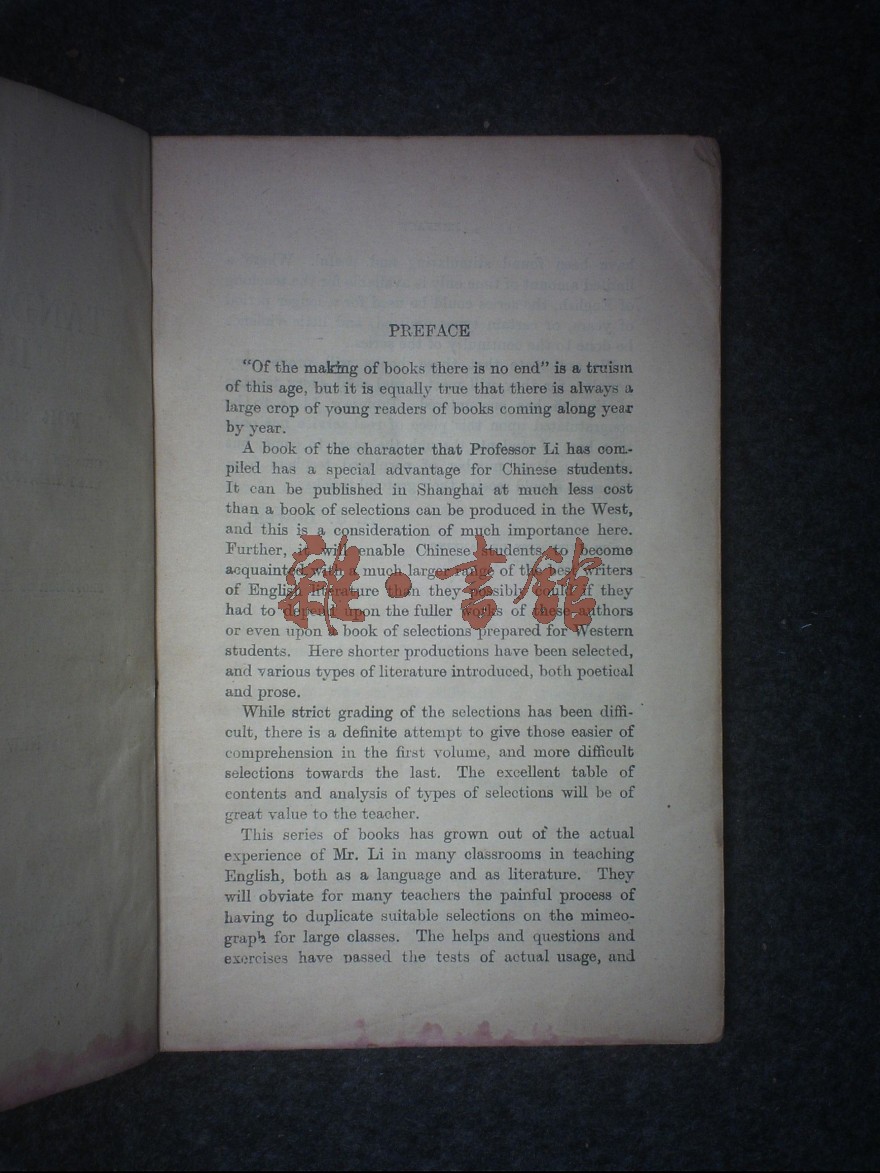 PREFACE
"Of the making of books there is no end" is a truism
of this age, but it is equally true that there is always a
large crop of young readers of books coming along year
by year.
A book of the character that Professor Li has com-
piled has a special advantage for Chinese students.
It can be published in Shanghai at much less cost
than a book of selections can be produced in the West,
and this is a consideration of much importance here.
Further, it will enable Chinese students to become
acquainted with a much larger range of the best writers
of English literature than they possibly could if they
had to depend upon the fuller works of these authors
or even upon a book of selections prepared for Western
students. Here shorter productions have been selected,
and various types of literature introduced, both poetical
and prose.
While strict grading of the selections has been diffi-
cult, there is a definite attempt to give those easier of
comprehension in the first volume, and more difficult
selections towards the last. The excellent table of
contents and analysis of types of selections will be of
great value to the teacher.
This series of books has grown out of the actual
experience of Mr. Li in many classrooms in teaching
English, both as a language and as literature. They
will obviate for many teachers the painful process of
having to duplicate suitable selections on the mimeo-
graph for large classes. The helps and questions and
exercises have passed the tests of actual usage, and
雜·書館